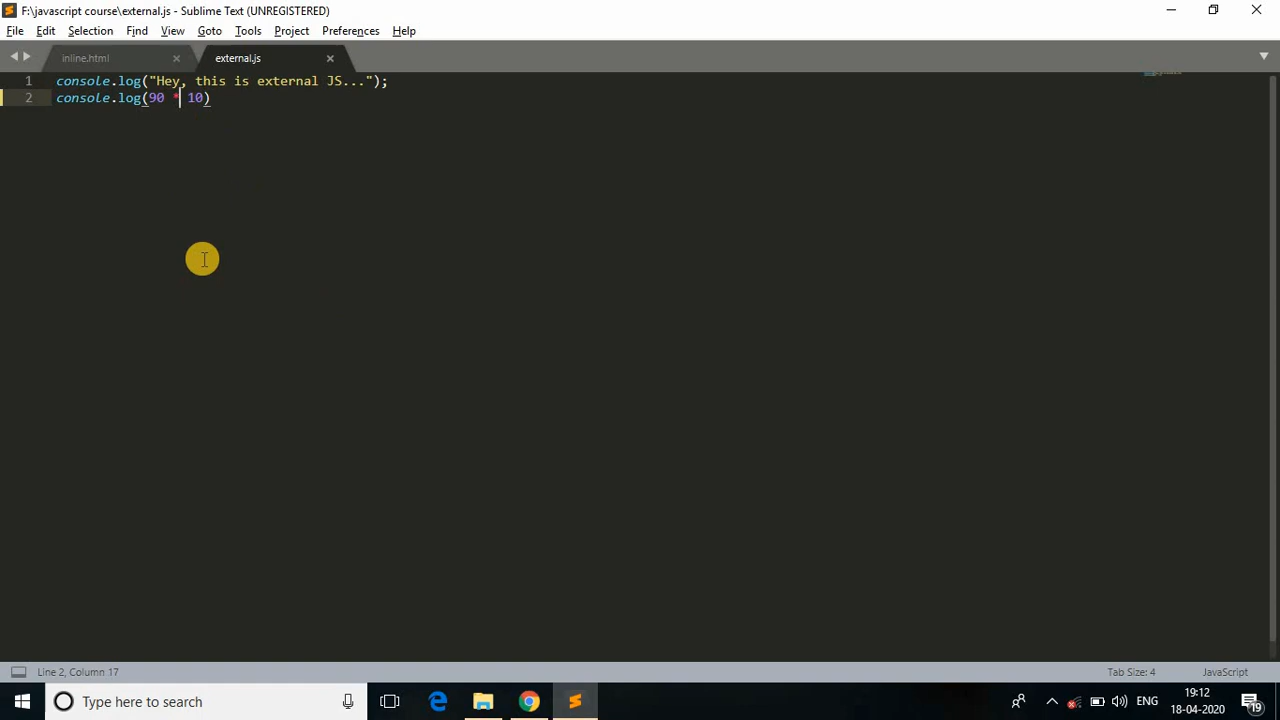 F:\javascript course\external.js - Sublime Text (UNREGISTERED)
File Edit Selection Find View Goto Tools Project Preferences Help
inline.html external.js
1 console.log("Hey, this is external JS...");
2 console.log(90 * 10)
Line 2, Column 17 Tab Size: 4 JavaScript
Type here to search ENG 19:12
18-04-2020 19